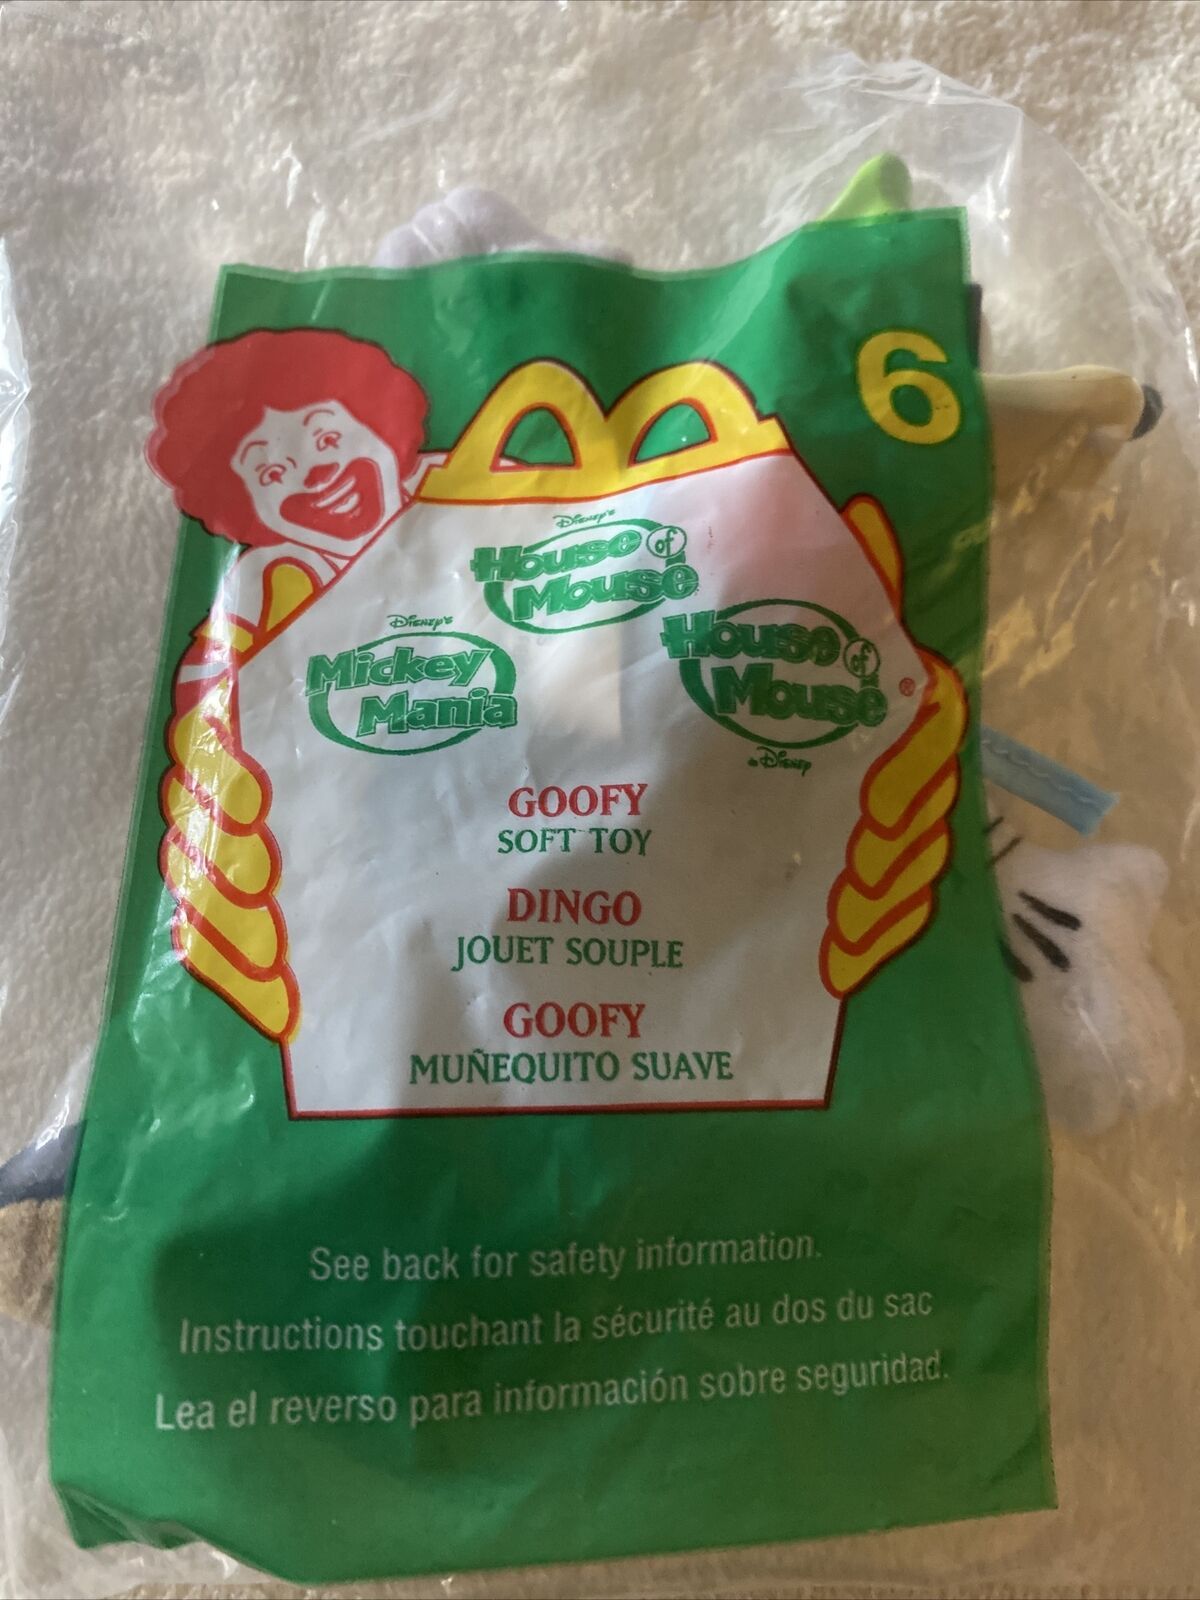 6
Disney's
House of
Mouse
Disney's
Mickey
Mania
House of
Mouse®
Disney
GOOFY
SOFT TOY
DINGO
JOUET SOUPLE
GOOFY
MUÑEQUITO SUAVE
See back for safety information.
Instructions touchant la sécurité au dos du sac
Lea el reverso para información sobre seguridad.